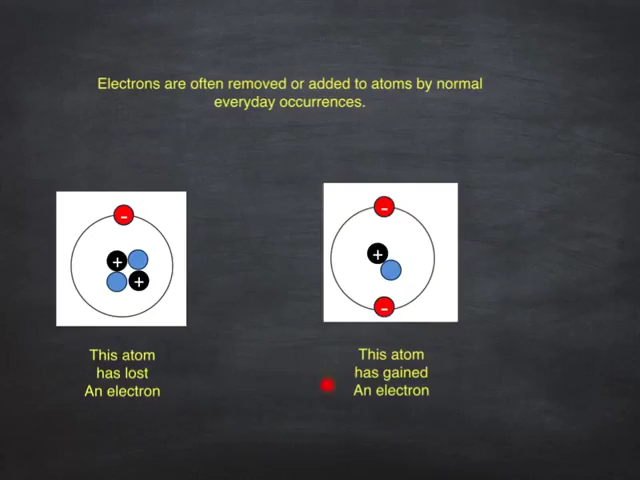 Electrons are often removed or added to atoms by normal
everyday occurrences.
-
+
+
-
+
-
This atom
has lost
An electron
This atom
has gained
An electron